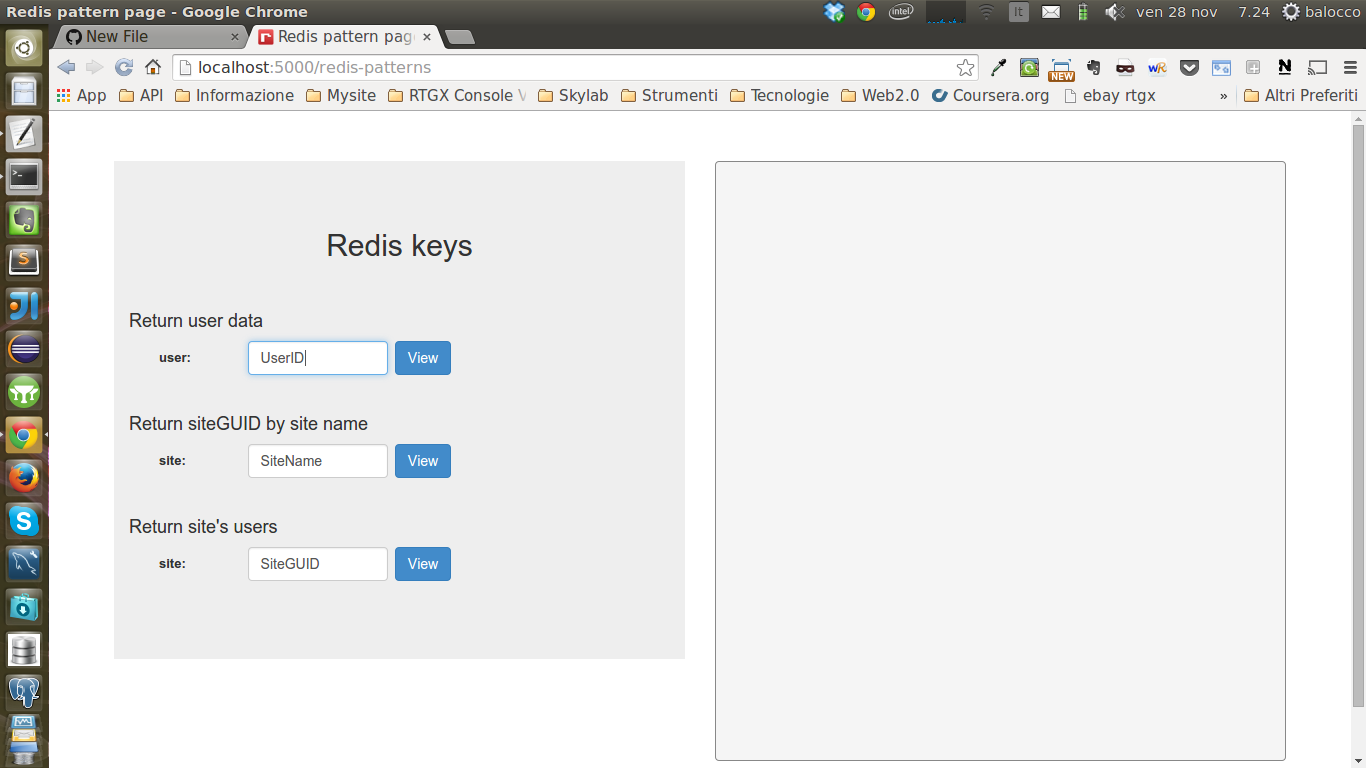 Redis pattern page - Google Chrome
It ven 28 nov 7.24 balocco
New File × Redis pattern pag ×
localhost:5000/redis-patterns
NEW
App API Informazione Mysite RTGX Console V Skylab Strumenti Tecnologie Web2.0 Coursera.org ebay rtgx » Altri Preferiti
Redis keys
Return user data
user: UserID View
Return siteGUID by site name
site: SiteName View
Return site's users
site: SiteGUID View